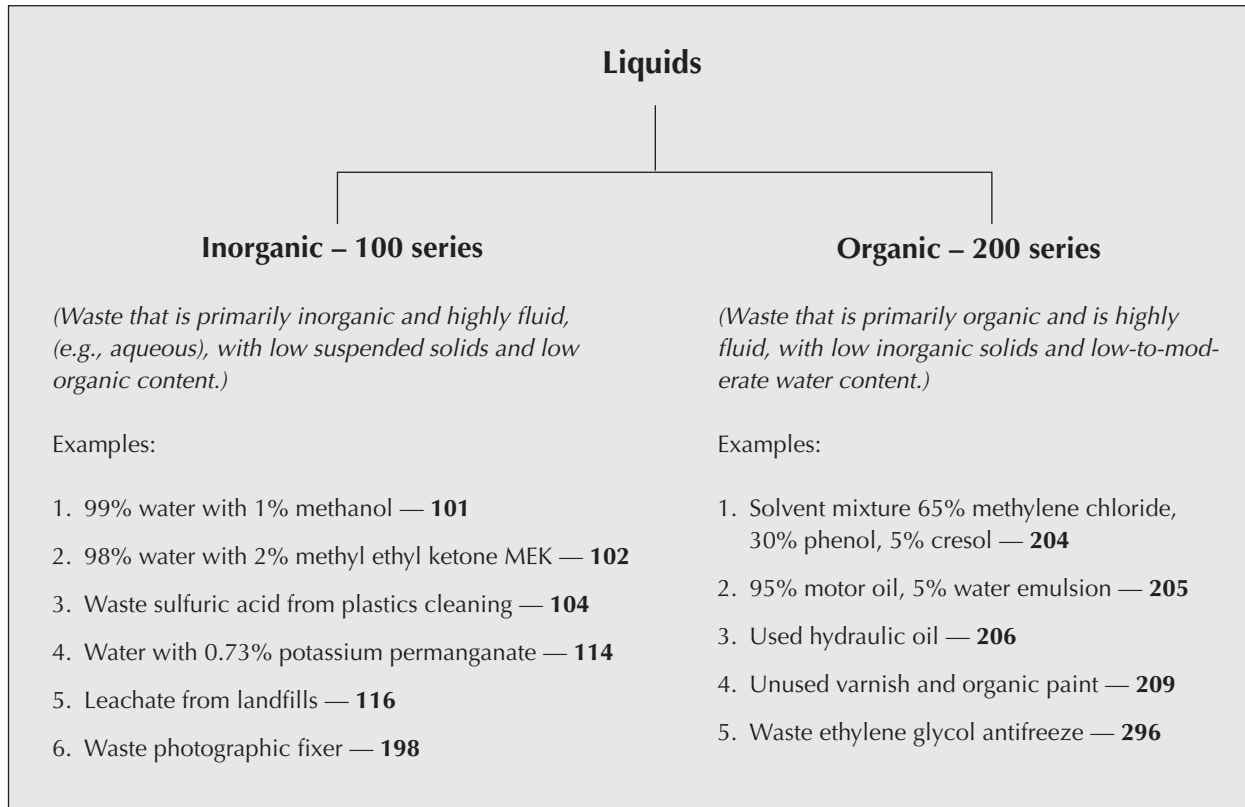 Liquids
Inorganic – 100 series
(Waste that is primarily inorganic and highly fluid,
(e.g., aqueous), with low suspended solids and low
organic content.)
Examples:
1. 99% water with 1% methanol — 101
2. 98% water with 2% methyl ethyl ketone MEK — 102
3. Waste sulfuric acid from plastics cleaning — 104
4. Water with 0.73% potassium permanganate — 114
5. Leachate from landfills — 116
6. Waste photographic fixer — 198
Organic – 200 series
(Waste that is primarily organic and is highly
fluid, with low inorganic solids and low-to-mod-
erate water content.)
Examples:
1. Solvent mixture 65% methylene chloride,
30% phenol, 5% cresol — 204
2. 95% motor oil, 5% water emulsion — 205
3. Used hydraulic oil — 206
4. Unused varnish and organic paint — 209
5. Waste ethylene glycol antifreeze — 296